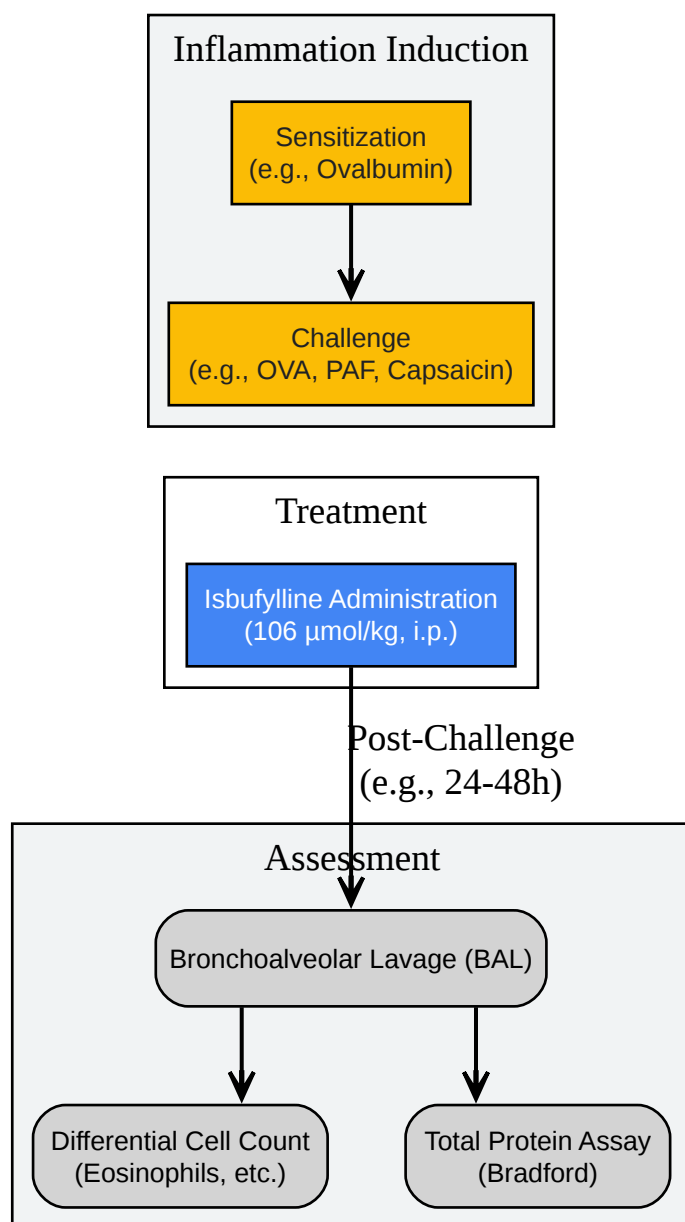 Inflammation Induction
Sensitization
(e.g., Ovalbumin)
Challenge
(e.g., OVA, PAF, Capsaicin)
Treatment
Isbufylline Administration
(106 µmol/kg, i.p.)
Post-Challenge
(e.g., 24-48h)
Assessment
Bronchoalveolar Lavage (BAL)
Differential Cell Count
(Eosinophils, etc.)
Total Protein Assay
(Bradford)